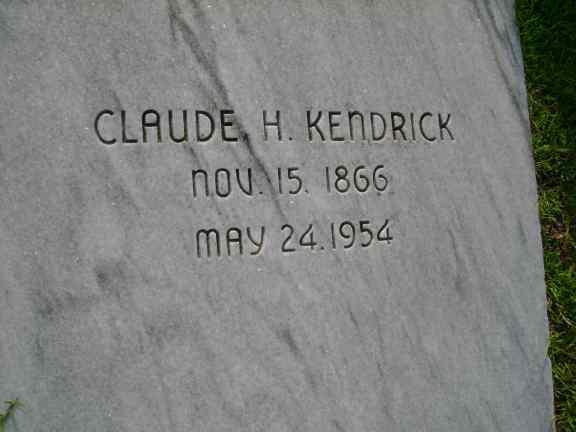 CLAUDE H. KENDRICK
NOV. 15. 1866
MAY 24. 1954